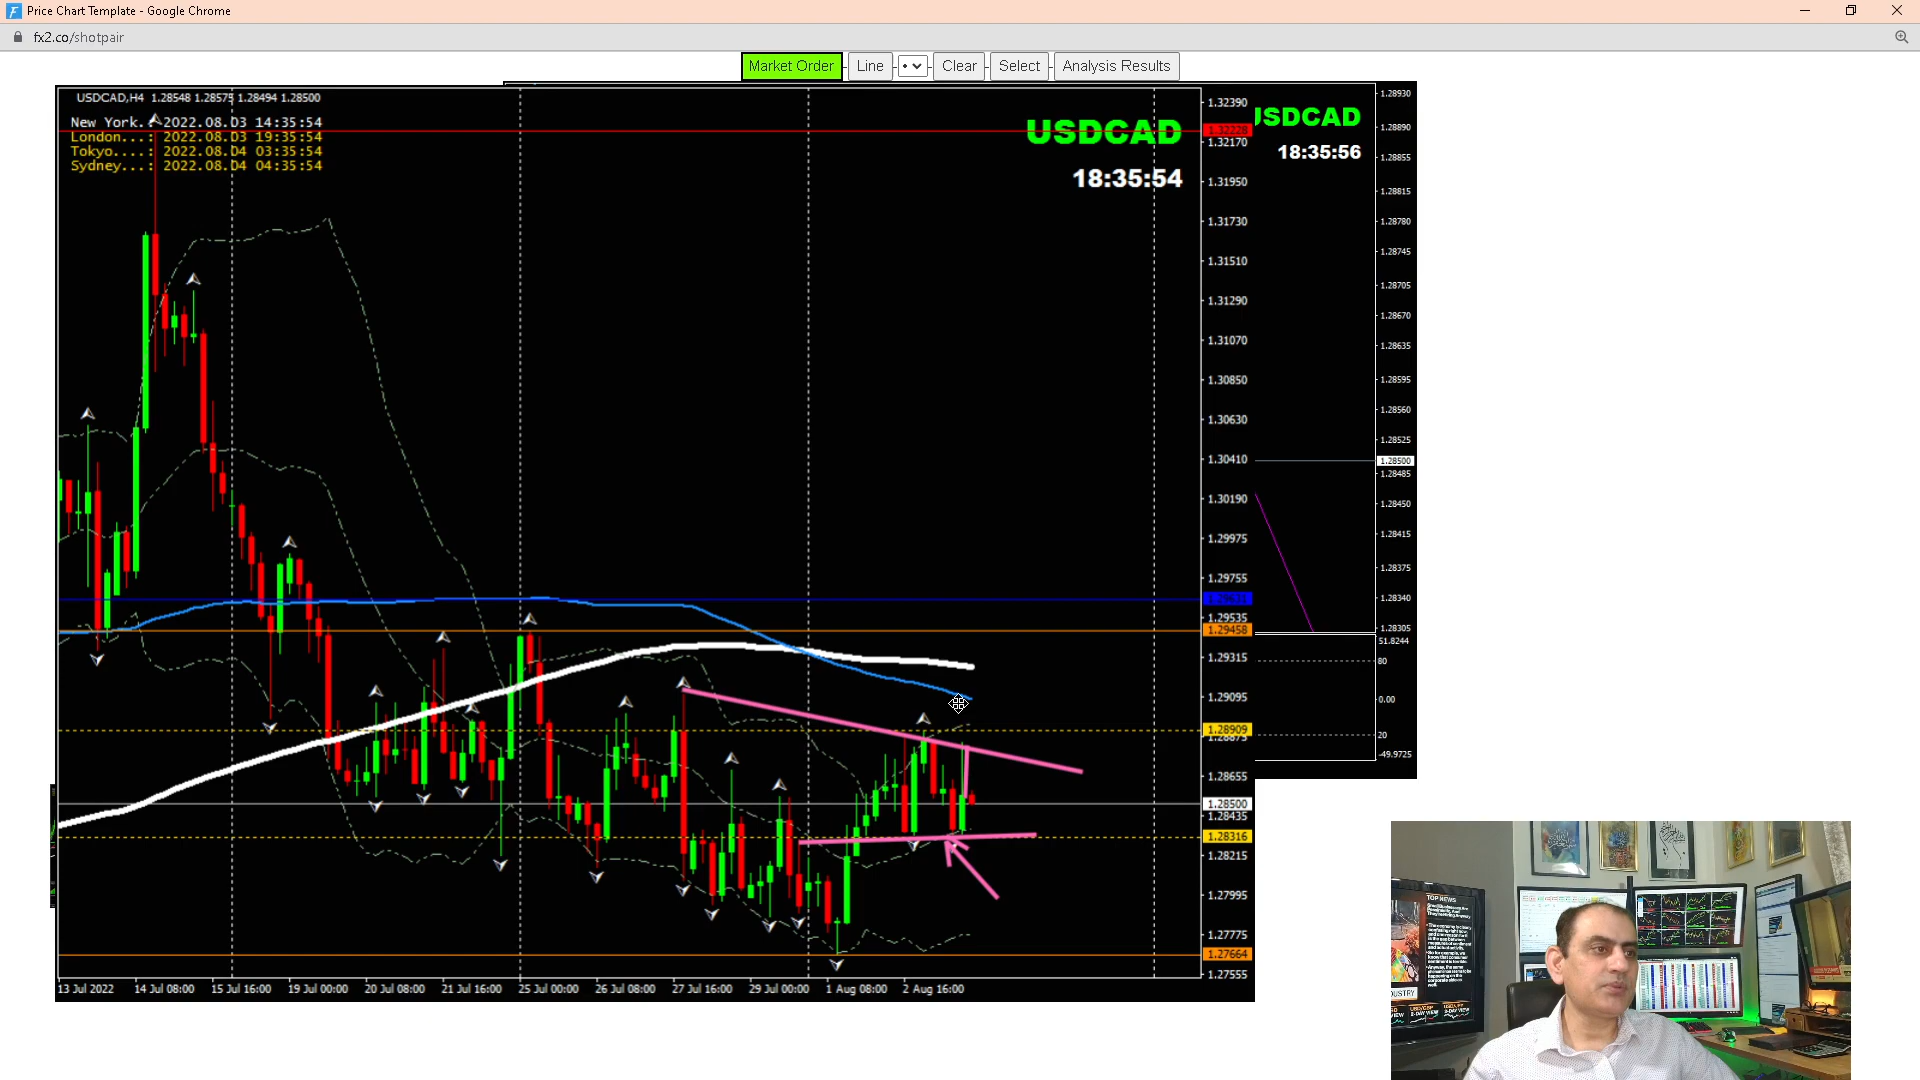 Price Chart Template - Google Chrome
fx2.co/shotpair
Market Order
Line
Clear
Select
Analysis Results
USDCAD,H4 1.28548 1.28575 1.28494 1.28500
New York.: 2022.08.03 14:35:54
London...: 2022.08.03 19:35:54
Tokyo....: 2022.08.04 03:35:54
Sydney...: 2022.08.04 04:35:54
USDCAD
18:35:54
1.32390
1.32228
1.32170
1.31950
1.31730
1.31510
1.31290
1.31070
1.30850
1.30630
1.30410
1.30190
1.29975
1.29755
1.29631
1.29535
1.29458
1.29315
1.29095
1.28909
1.28875
1.28655
1.28500
1.28435
1.28316
1.28215
1.27995
1.27775
1.27664
1.27555
13 Jul 2022
14 Jul 08:00
15 Jul 16:00
19 Jul 00:00
20 Jul 08:00
21 Jul 16:00
25 Jul 00:00
26 Jul 08:00
27 Jul 16:00
29 Jul 00:00
1 Aug 08:00
2 Aug 16:00
USDCAD
18:35:56
1.28930
1.28890
1.28855
1.28815
1.28780
1.28745
1.28705
1.28670
1.28635
1.28595
1.28560
1.28525
1.28500
1.28485
1.28450
1.28415
1.28375
1.28340
1.28305
51.8244
80
0.00
20
-49.9725
TOP NEWS